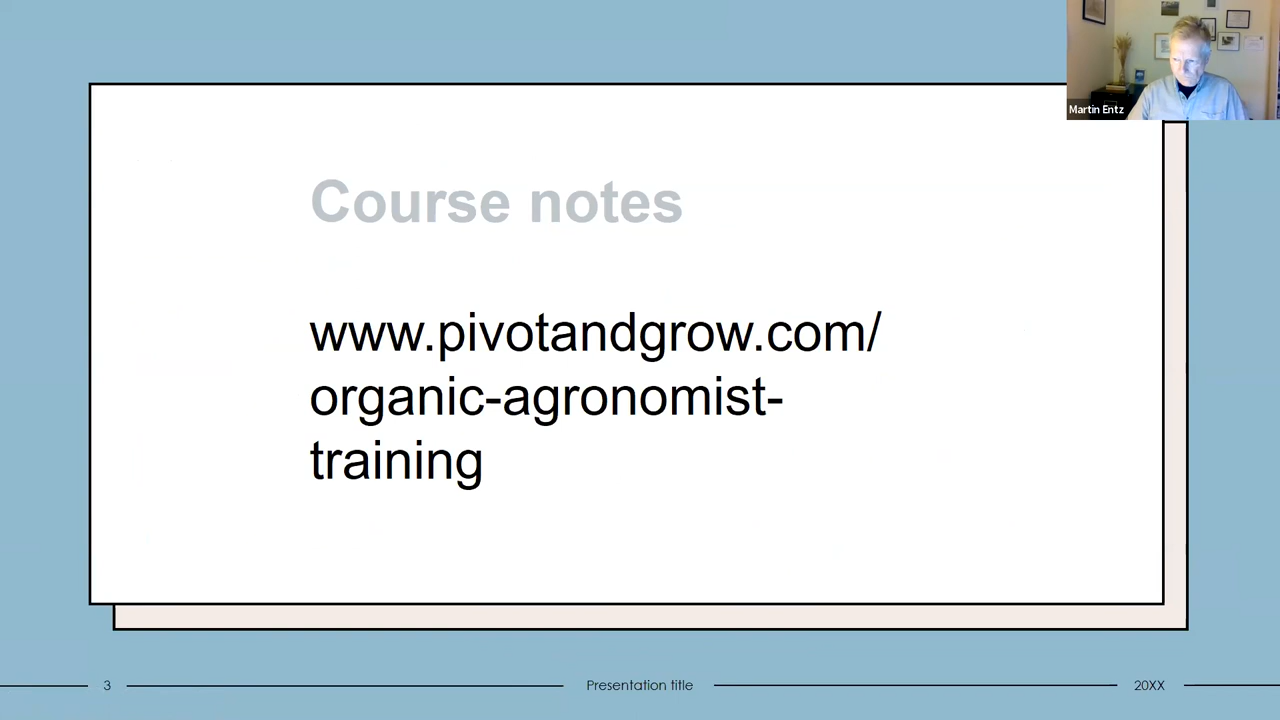 Martin Entz
Course notes
www.pivotandgrow.com/
organic-agronomist-
training
3
Presentation title
20XX